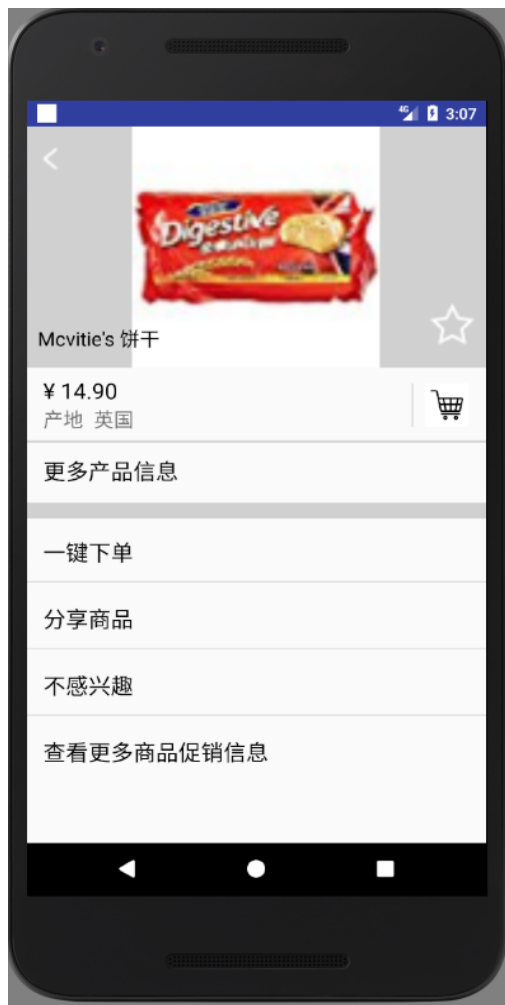 4G 3:07
Digestive
Mcvitie's 饼干
¥ 14.90
产地 英国
更多产品信息
一键下单
分享商品
不感兴趣
查看更多商品促销信息